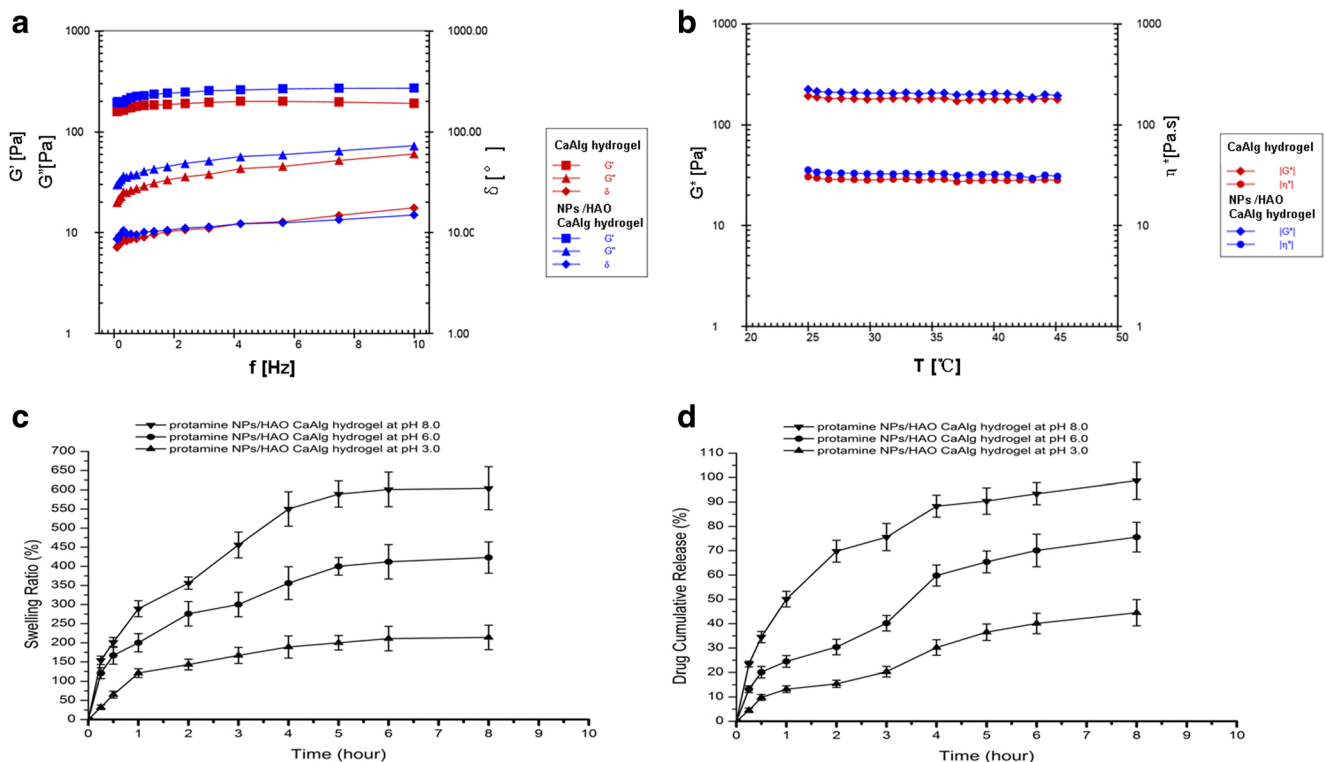 a
1000
100
10
1
G' [Pa]
G''[Pa]
1000.00
100.00
10.00
1.00
δ [°]
0
2
4
6
8
10
f [Hz]
CaAlg hydrogel
G'
G''
δ
NPs /HAO
CaAlg hydrogel
G'
G''
δ
b
1000
100
10
1
G* [Pa]
1000
100
10
1
η *[Pa.s]
20
25
30
35
40
45
50
T [℃]
CaAlg hydrogel
|G*|
|η*|
NPs /HAO
CaAlg hydrogel
|G*|
|η*|
c
protamine NPs/HAO CaAlg hydrogel at pH 8.0
protamine NPs/HAO CaAlg hydrogel at pH 6.0
protamine NPs/HAO CaAlg hydrogel at pH 3.0
700
650
600
550
500
450
400
350
300
250
200
150
100
50
0
Swelling Ratio (%)
0 1 2 3 4 5 6 7 8 9 10
Time (hour)
d
protamine NPs/HAO CaAlg hydrogel at pH 8.0
protamine NPs/HAO CaAlg hydrogel at pH 6.0
protamine NPs/HAO CaAlg hydrogel at pH 3.0
110
100
90
80
70
60
50
40
30
20
10
0
Drug Cumulative Release (%)
0 1 2 3 4 5 6 7 8 9 10
Time (hour)